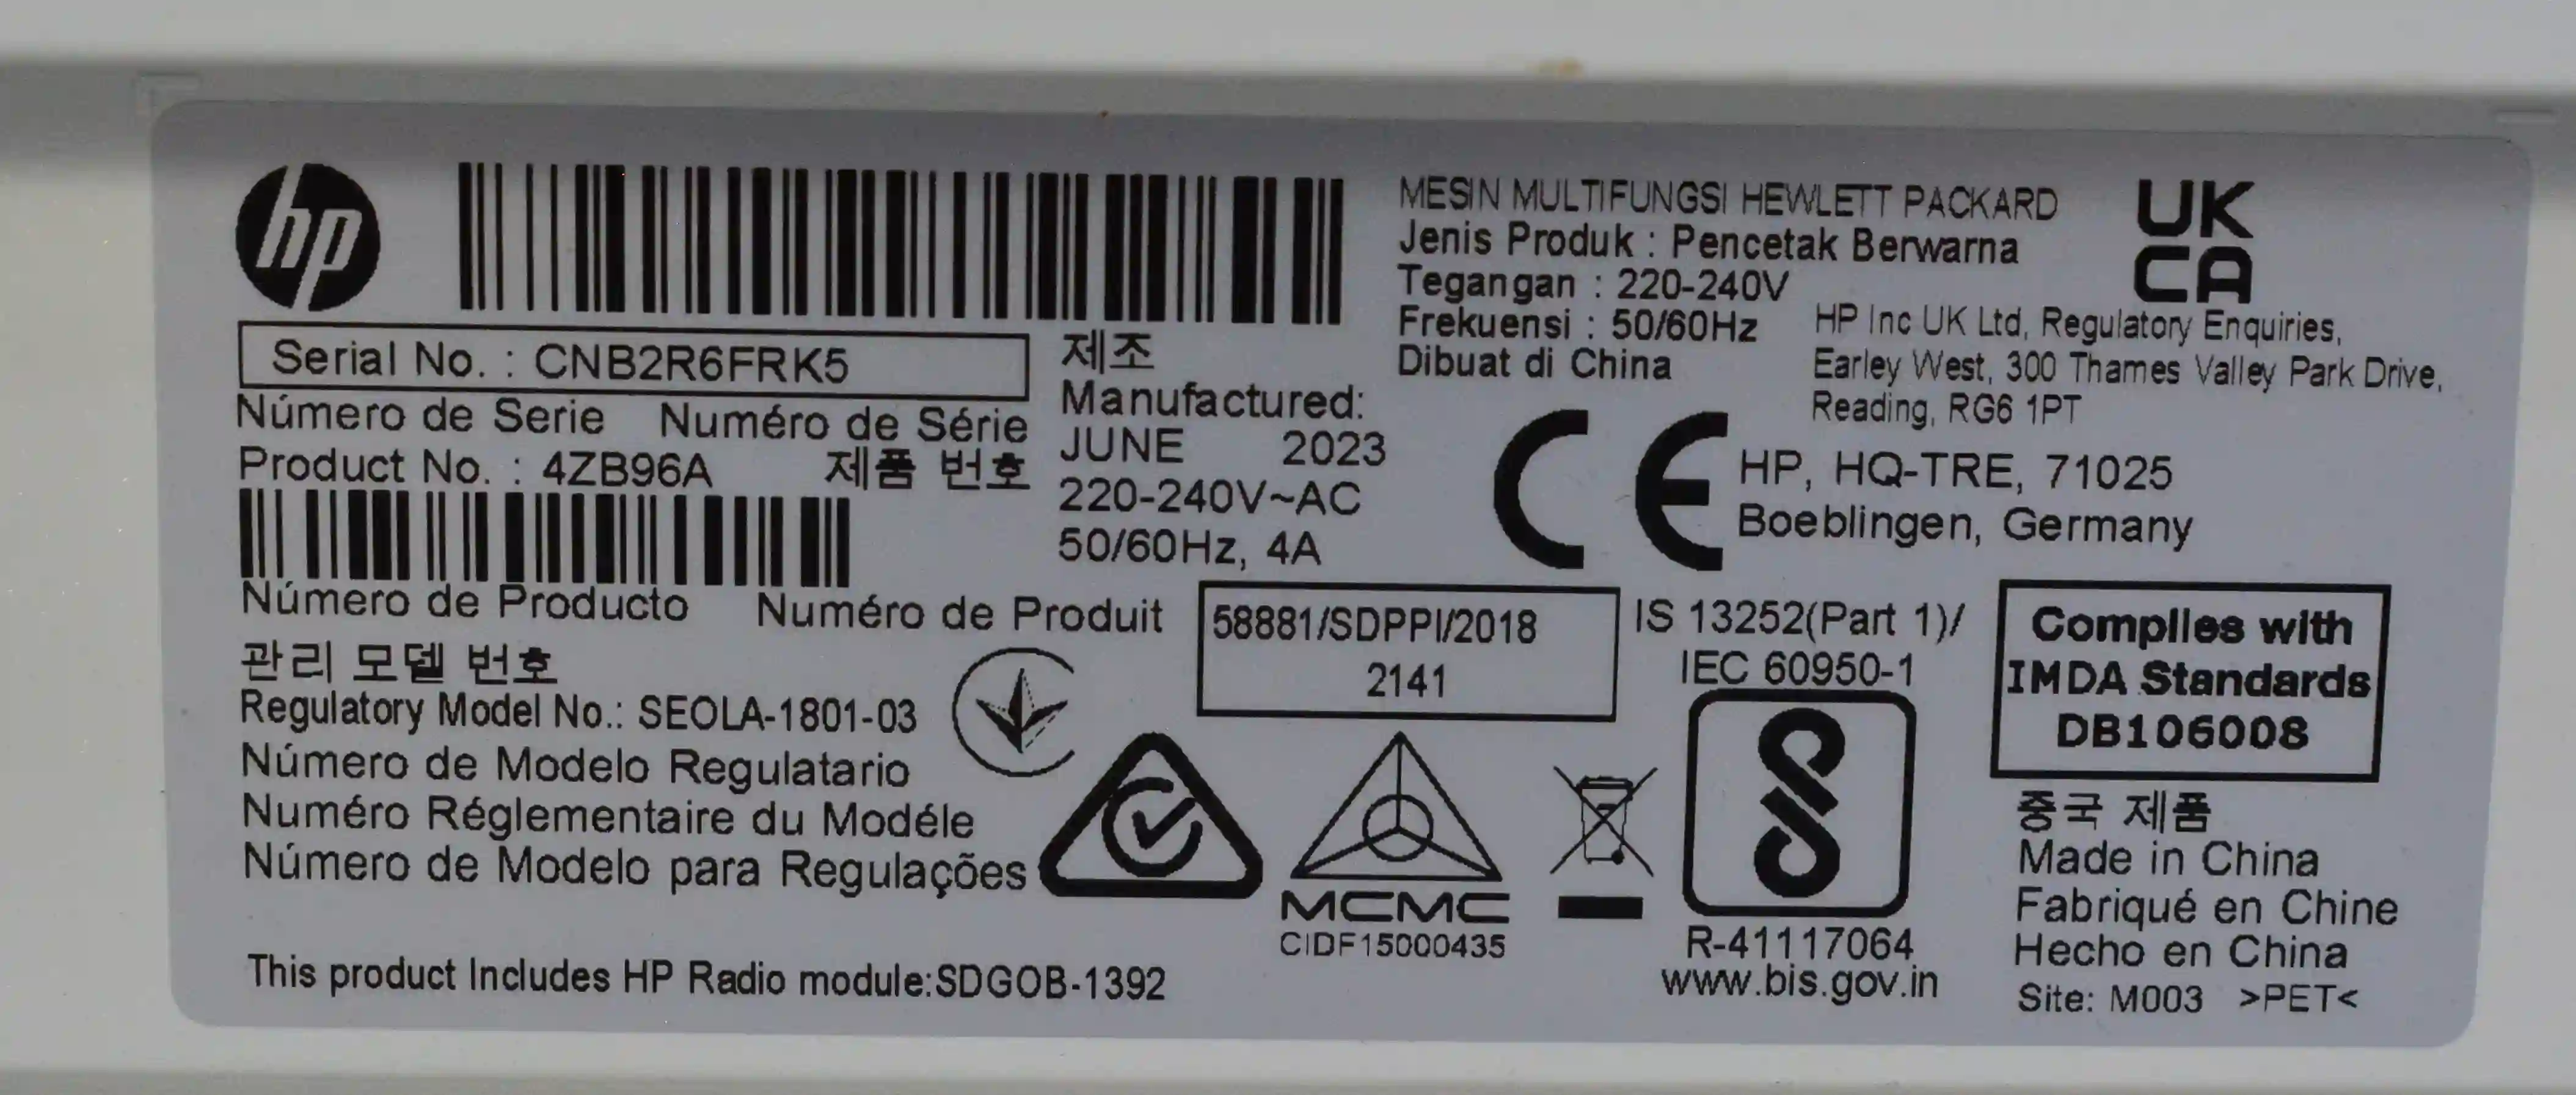 hp
Serial No. : CNB2R6FRK5
Número de Serie Numéro de Série
Product No. : 4ZB96A 제품 번호
Número de Producto Numéro de Produit
관리 모델 번호
Regulatory Model No.: SEOLA-1801-03
Número de Modelo Regulatario
Numéro Réglementaire du Modéle
Número de Modelo para Regulações
This product Includes HP Radio module:SDGOB-1392
제조
Manufactured:
JUNE 2023
220-240V~AC
50/60Hz, 4A
MESIN MULTIFUNGSI HEWLETT PACKARD
Jenis Produk : Pencetak Berwarna
Tegangan : 220-240V
Frekuensi : 50/60Hz
Dibuat di China
UK
CA
HP Inc UK Ltd, Regulatory Enquiries,
Earley West, 300 Thames Valley Park Drive,
Reading, RG6 1PT
CE
HP, HQ-TRE, 71025
Boeblingen, Germany
58881/SDPPI/2018
2141
MCMC
CIDF15000435
IS 13252(Part 1)/
IEC 60950-1
R-41117064
www.bis.gov.in
Complies with
IMDA Standards
DB106008
중국 제품
Made in China
Fabriqué en Chine
Hecho en China
Site: M003 >PET<